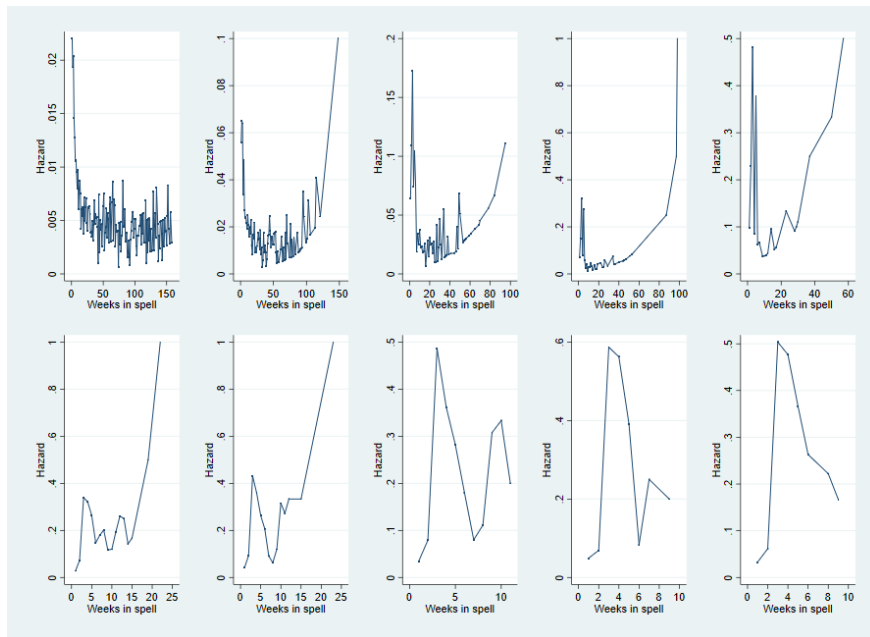 Hazard
0 .005 .01 .015 .02
0 50 100 150
Weeks in spell
Hazard
0 .02 .04 .06 .08 .1
0 50 100 150
Weeks in spell
Hazard
0 .05 .1 .15 .2
0 20 40 60 80 100
Weeks in spell
Hazard
0 .2 .4 .6 .8 1
0 20 40 60 80 100
Weeks in spell
Hazard
0 .1 .2 .3 .4 .5
0 20 40 60
Weeks in spell
Hazard
0 .2 .4 .6 .8 1
0 5 10 15 20 25
Weeks in spell
Hazard
0 .2 .4 .6 .8 1
0 5 10 15 20 25
Weeks in spell
Hazard
0 .1 .2 .3 .4 .5
0 5 10
Weeks in spell
Hazard
0 .2 .4 .6
0 2 4 6 8 10
Weeks in spell
Hazard
0 .1 .2 .3 .4 .5
0 2 4 6 8 10
Weeks in spell